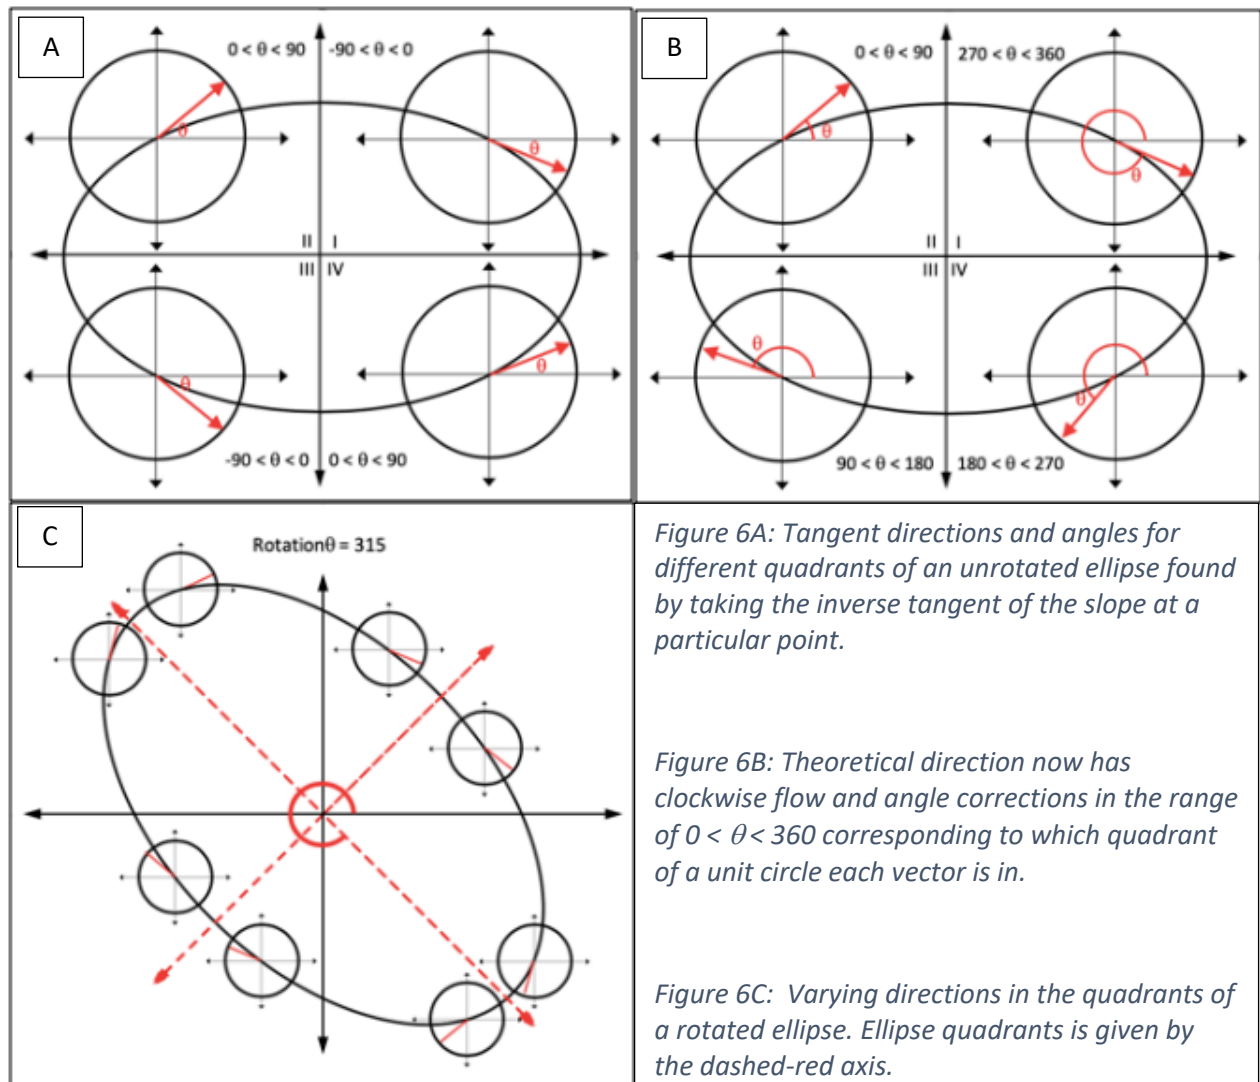 A
0 < θ < 90
-90 < θ < 0
θ
θ
II
I
III
IV
θ
θ
-90 < θ < 0
0 < θ < 90
B
0 < θ < 90
270 < θ < 360
θ
θ
II
I
III
IV
θ
θ
90 < θ < 180
180 < θ < 270
C
Rotationθ = 315
Figure 6A: Tangent directions and angles for
different quadrants of an unrotated ellipse found
by taking the inverse tangent of the slope at a
particular point.
Figure 6B: Theoretical direction now has
clockwise flow and angle corrections in the range
of 0 < θ < 360 corresponding to which quadrant
of a unit circle each vector is in.
Figure 6C: Varying directions in the quadrants of
a rotated ellipse. Ellipse quadrants is given by
the dashed-red axis.